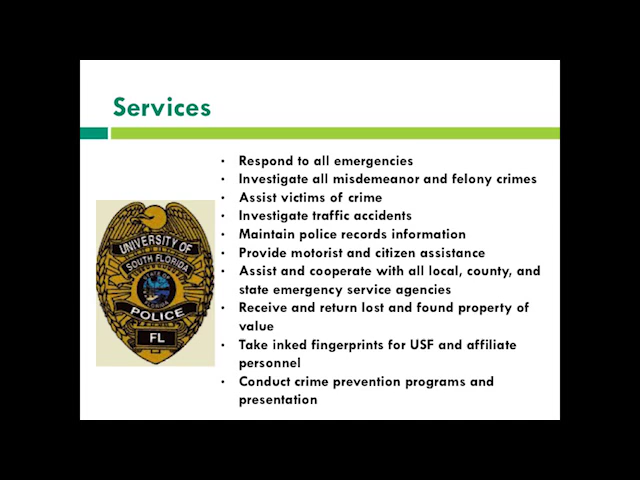 Services
• Respond to all emergencies
• Investigate all misdemeanor and felony crimes
• Assist victims of crime
• Investigate traffic accidents
• Maintain police records information
• Provide motorist and citizen assistance
• Assist and cooperate with all local, county, and
state emergency service agencies
• Receive and return lost and found property of
value
• Take inked fingerprints for USF and affiliate
personnel
• Conduct crime prevention programs and
presentation
UNIVERSITY OF
SOUTH FLORIDA
POLICE
FL